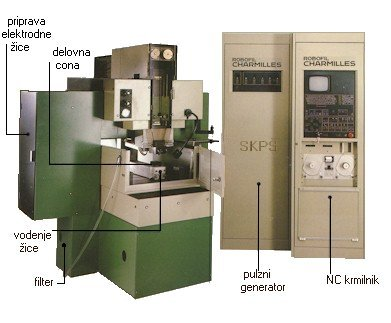 priprava
elektrodne
žice
delovna
cona
ROBOFIL
CHARMILLES
ROBOFIL
CHARMILLES
SKPS
vodenje
žice
filter
pulzni
generator
NC krmilnik